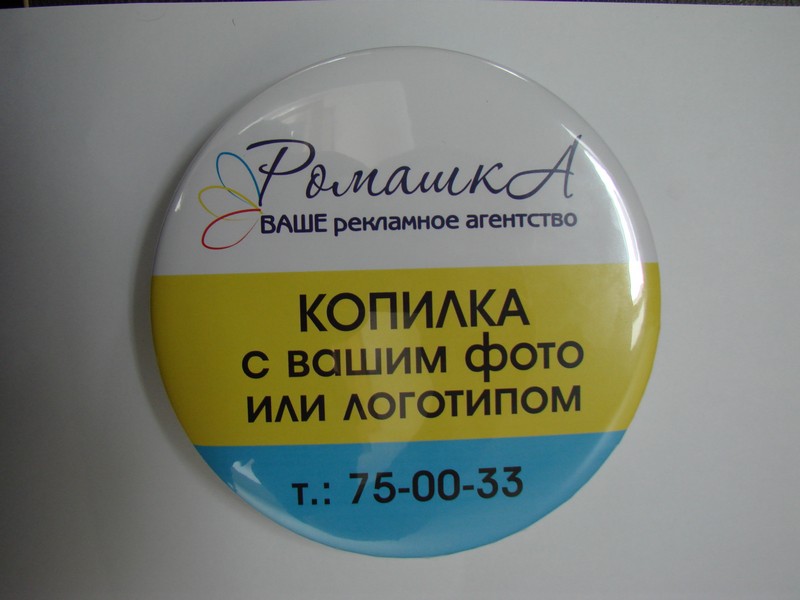 РомашкА
ВАШЕ рекламное агентство
КОПИЛКА
с вашим фото
или логотипом
т.: 75-00-33